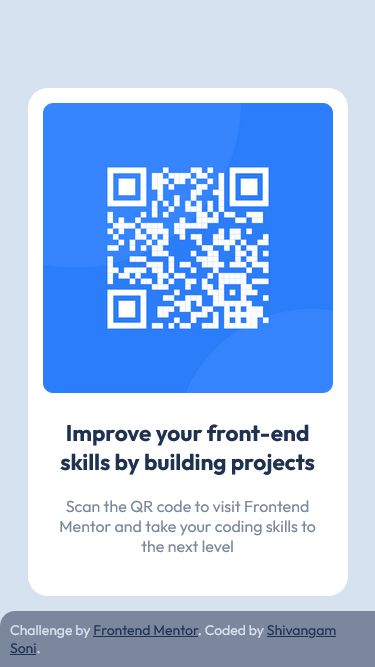 Improve your front-end
skills by building projects
Scan the QR code to visit Frontend
Mentor and take your coding skills to
the next level
Challenge by Frontend Mentor. Coded by Shivangam
Soni.